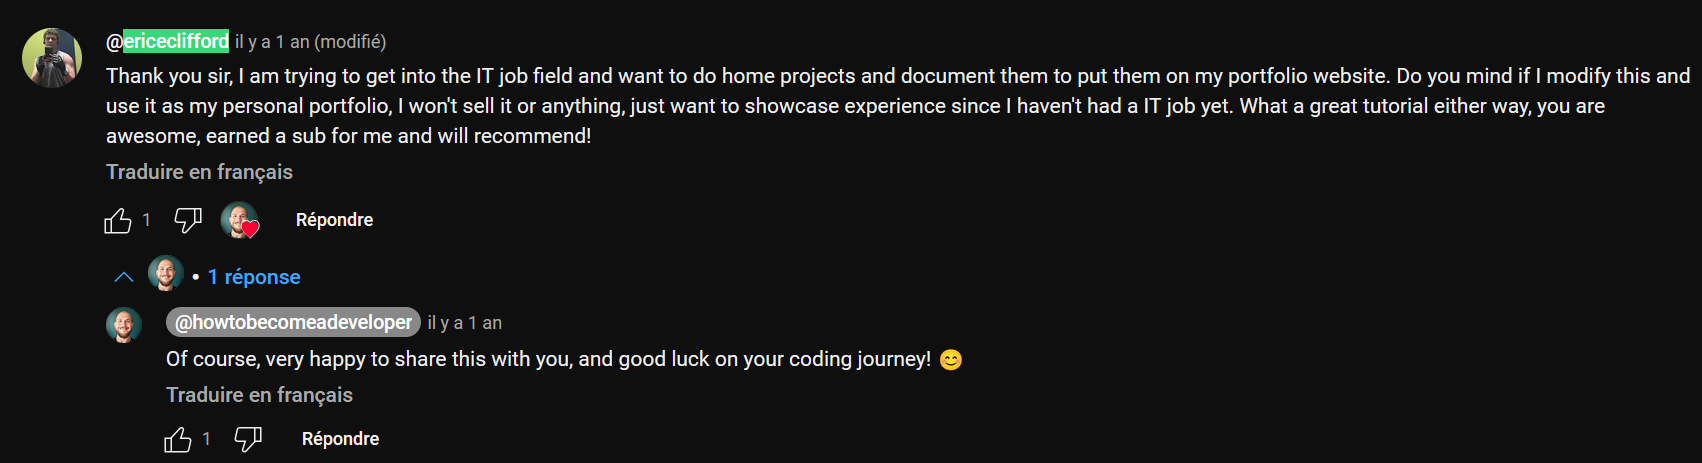 @ericeclifford il y a 1 an (modifié)
Thank you sir, I am trying to get into the IT job field and want to do home projects and document them to put them on my portfolio website. Do you mind if I modify this and
use it as my personal portfolio, I won't sell it or anything, just want to showcase experience since I haven't had a IT job yet. What a great tutorial either way, you are
awesome, earned a sub for me and will recommend!
Traduire en français
1 Répondre
• 1 réponse
@howtobecomeadeveloper il y a 1 an
Of course, very happy to share this with you, and good luck on your coding journey! 😊
Traduire en français
1 Répondre